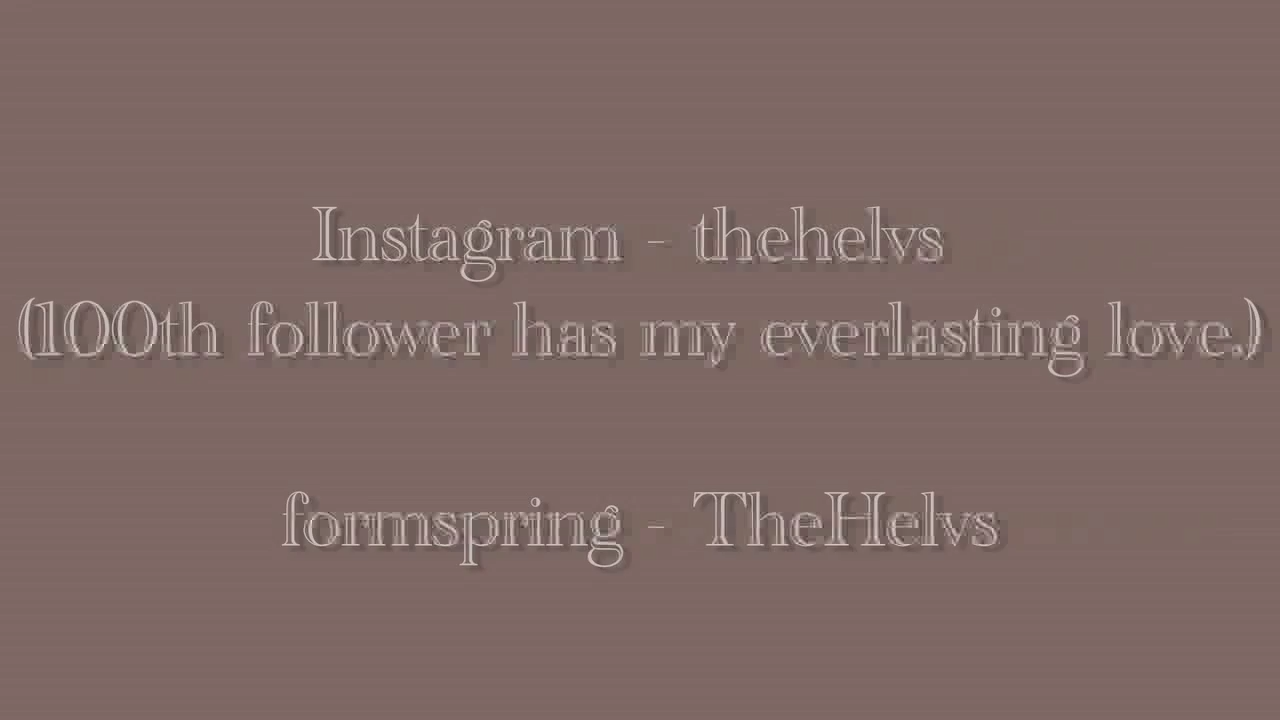 Instagram - thehelvs
(100th follower has my everlasting love.)
formspring - TheHelvs